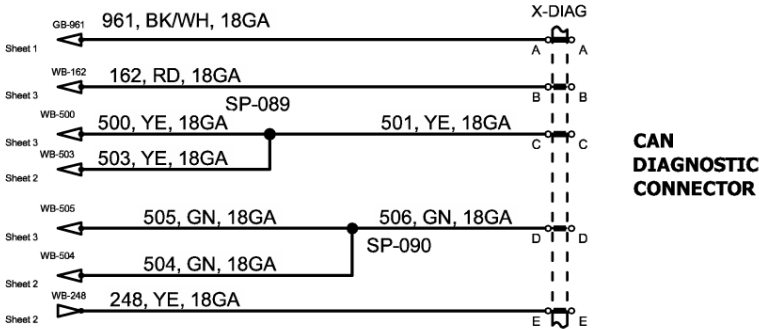 X-DIAG
GB-961
961, BK/WH, 18GA
Sheet 1
A A
WB-162
162, RD, 18GA
Sheet 3
B B
SP-089
WB-500
500, YE, 18GA
501, YE, 18GA
Sheet 3
C C
WB-503
503, YE, 18GA
Sheet 2
CAN
DIAGNOSTIC
CONNECTOR
WB-505
505, GN, 18GA
506, GN, 18GA
Sheet 3
D D
SP-090
WB-504
504, GN, 18GA
Sheet 2
WB-248
248, YE, 18GA
Sheet 2
E E